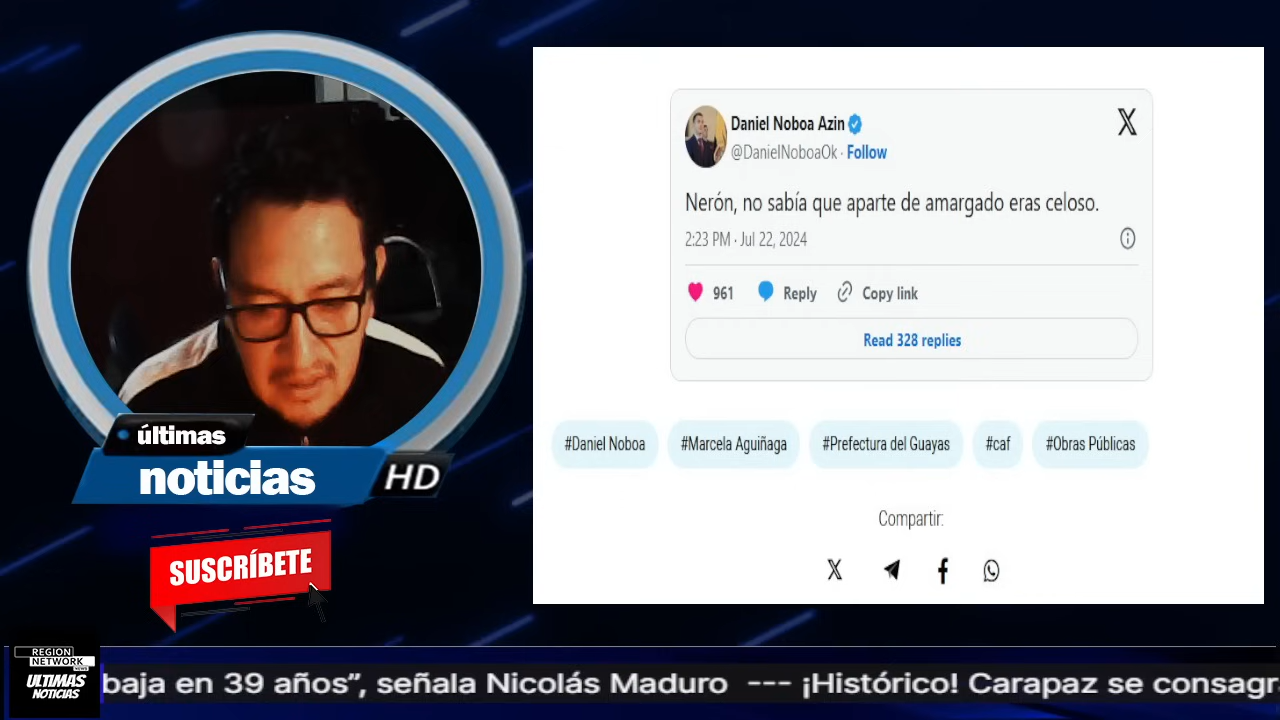 Daniel Noboa Azin
@DanielNoboaOk · Follow
X
Nerón, no sabía que aparte de amargado eras celoso.
2:23 PM · Jul 22, 2024
961 Reply Copy link
Read 328 replies
#Daniel Noboa #Marcela Aguiñaga #Prefectura del Guayas #caf #Obras Públicas
Compartir:
últimas
noticias HD
SUSCRÍBETE
REGION
NETWORK
NEWS
ULTIMAS
NOTICIAS
baja en 39 años”, señala Nicolás Maduro --- ¡Histórico! Carapaz se consagr